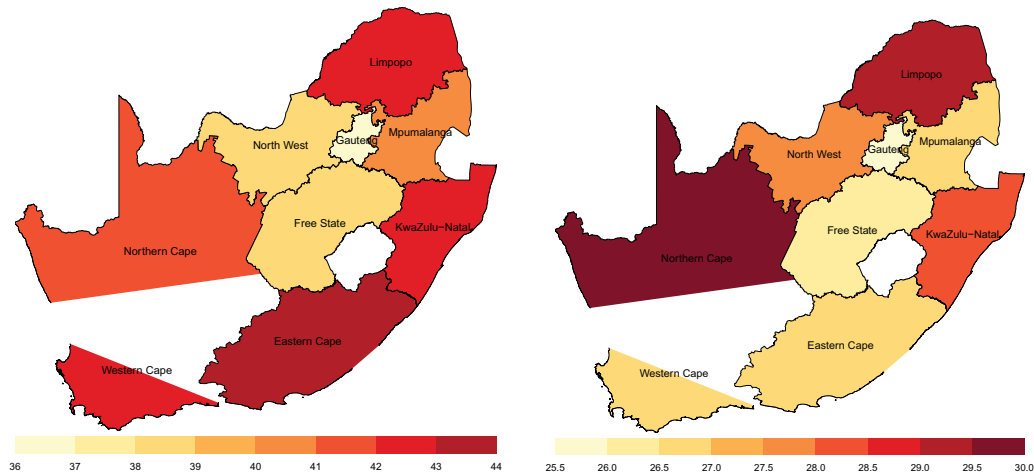 Limpopo
Mpumalanga
Gauteng
North West
Free State
KwaZulu−Natal
Northern Cape
Eastern Cape
Western Cape
36 37 38 39 40 41 42 43 44
Limpopo
Mpumalanga
Gauteng
North West
Free State
KwaZulu−Natal
Northern Cape
Eastern Cape
Western Cape
25.5 26.0 26.5 27.0 27.5 28.0 28.5 29.0 29.5